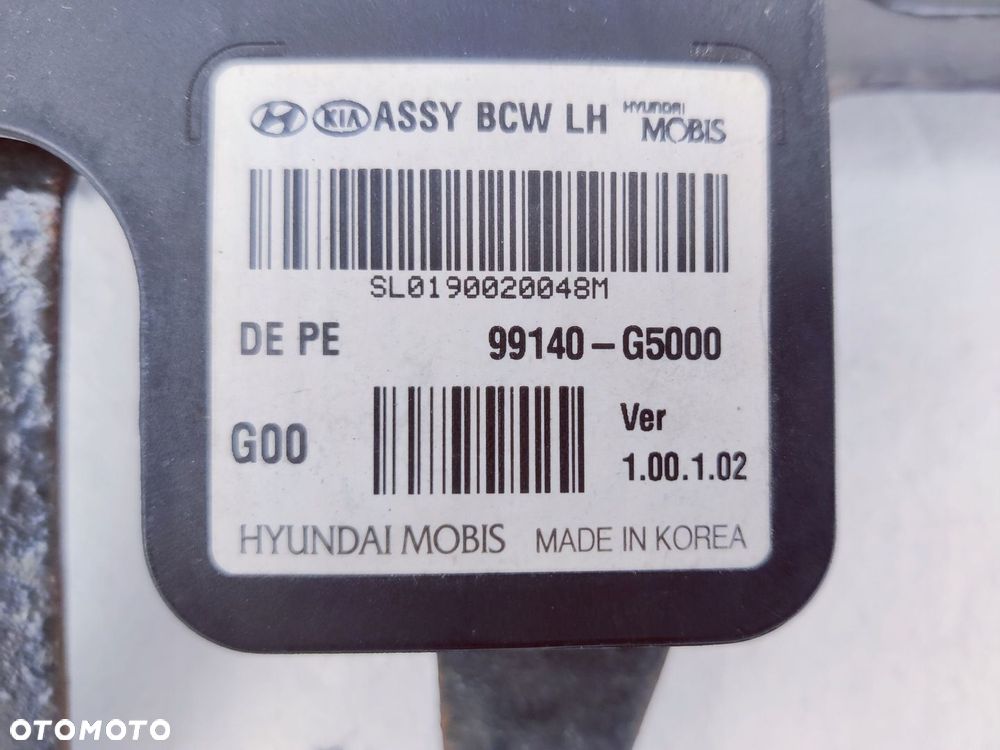 KIA ASSY BCW LH HYUNDAI MOBIS
SL0190020048M
DE PE 99140-G5000
G00 Ver
1.00.1.02
HYUNDAI MOBIS MADE IN KOREA
OTOMOTO